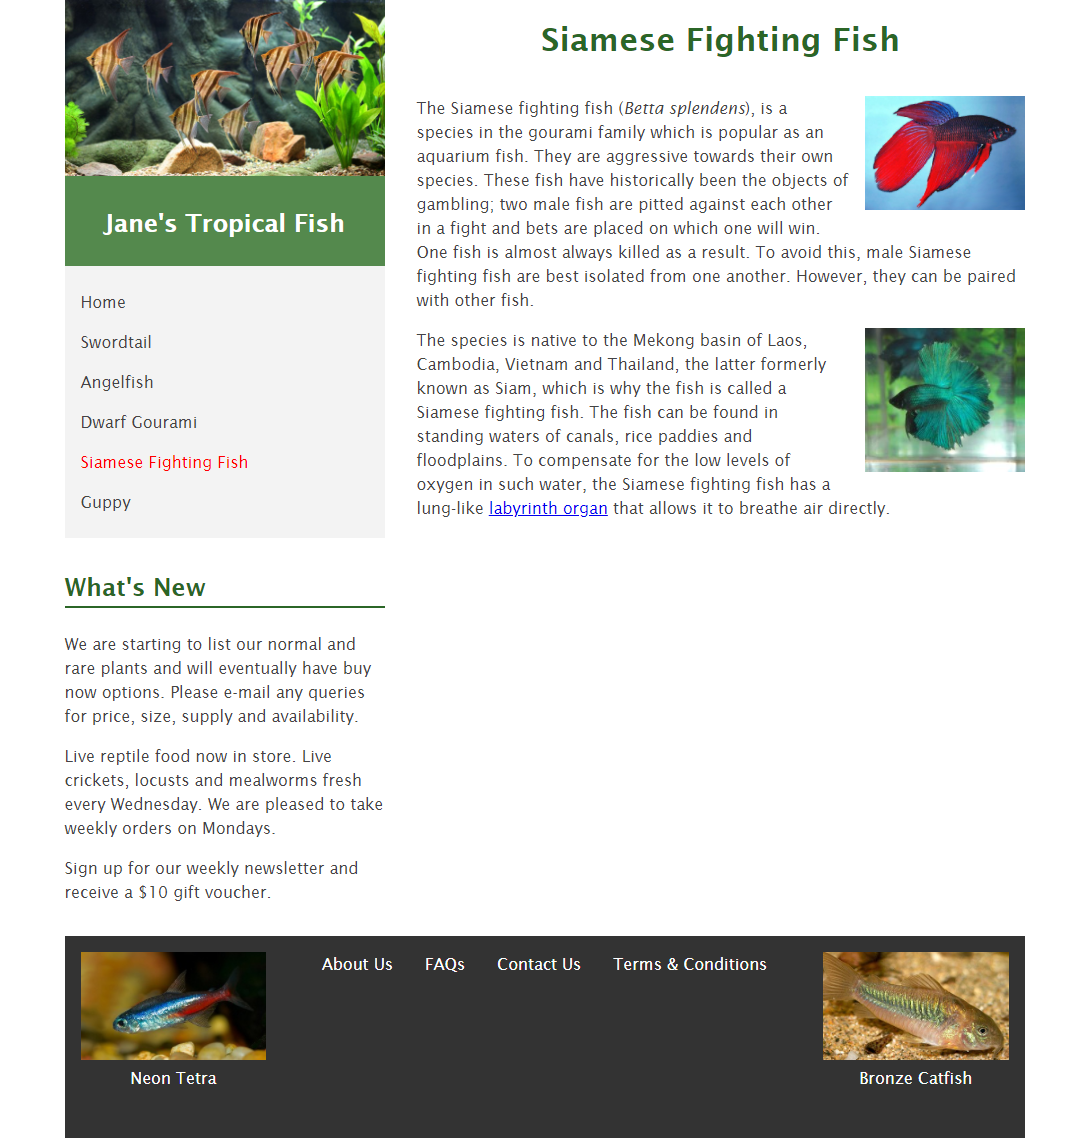 Jane's Tropical Fish
Home
Swordtail
Angelfish
Dwarf Gourami
Siamese Fighting Fish
Guppy
What's New
We are starting to list our normal and
rare plants and will eventually have buy
now options. Please e-mail any queries
for price, size, supply and availability.
Live reptile food now in store. Live
crickets, locusts and mealworms fresh
every Wednesday. We are pleased to take
weekly orders on Mondays.
Sign up for our weekly newsletter and
receive a $10 gift voucher.
Siamese Fighting Fish
The Siamese fighting fish (Betta splendens), is a
species in the gourami family which is popular as an
aquarium fish. They are aggressive towards their own
species. These fish have historically been the objects of
gambling; two male fish are pitted against each other
in a fight and bets are placed on which one will win.
One fish is almost always killed as a result. To avoid this, male Siamese
fighting fish are best isolated from one another. However, they can be paired
with other fish.
The species is native to the Mekong basin of Laos,
Cambodia, Vietnam and Thailand, the latter formerly
known as Siam, which is why the fish is called a
Siamese fighting fish. The fish can be found in
standing waters of canals, rice paddies and
floodplains. To compensate for the low levels of
oxygen in such water, the Siamese fighting fish has a
lung-like labyrinth organ that allows it to breathe air directly.
About Us FAQs Contact Us Terms & Conditions
Neon Tetra
Bronze Catfish